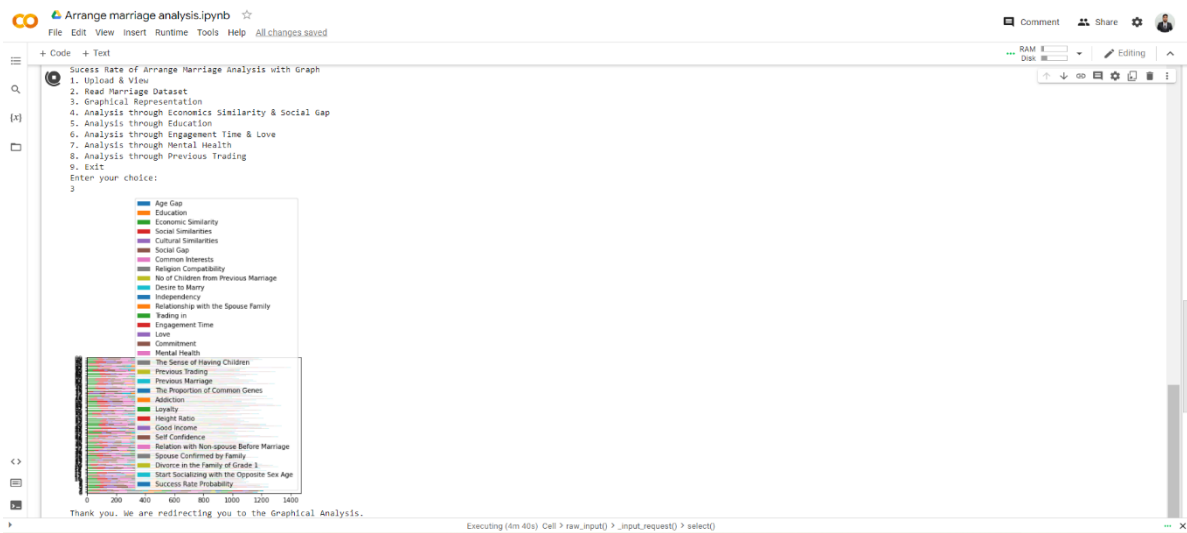 Arrange marriage analysis.ipynb
Comment Share
File Edit View Insert Runtime Tools Help All changes saved
+ Code + Text
RAM
Disk
Editing
Sucess Rate of Arrange Marriage Analysis with Graph
1. Upload & View
2. Read Marriage Dataset
3. Graphical Representation
4. Analysis through Economics Similarity & Social Gap
5. Analysis through Education
6. Analysis through Engagement Time & Love
7. Analysis through Mental Health
8. Analysis through Previous Trading
9. Exit
Enter your choice:
3
Age Gap
Education
Economic Similarity
Social Similarities
Cultural Similarities
Social Gap
Common Interests
Religion Compatibility
No of Children from Previous Marriage
Desire to Marry
Independency
Relationship with the Spouse Family
Trading in
Engagement Time
Love
Commitment
Mental Health
The Sense of Having Children
Previous Trading
Previous Marriage
The Proportion of Common Genes
Addiction
Loyalty
Height Ratio
Good Income
Self Confidence
Relation with Non-spouse Before Marriage
Spouse Confirmed by Family
Divorce in the Family of Grade 1
Start Socializing with the Opposite Sex Age
Success Rate Probability
0 200 400 600 800 1000 1200 1400
Thank you. We are redirecting you to the Graphical Analysis.
Executing (4m 40s) Cell > raw_input() > _input_request() > select()